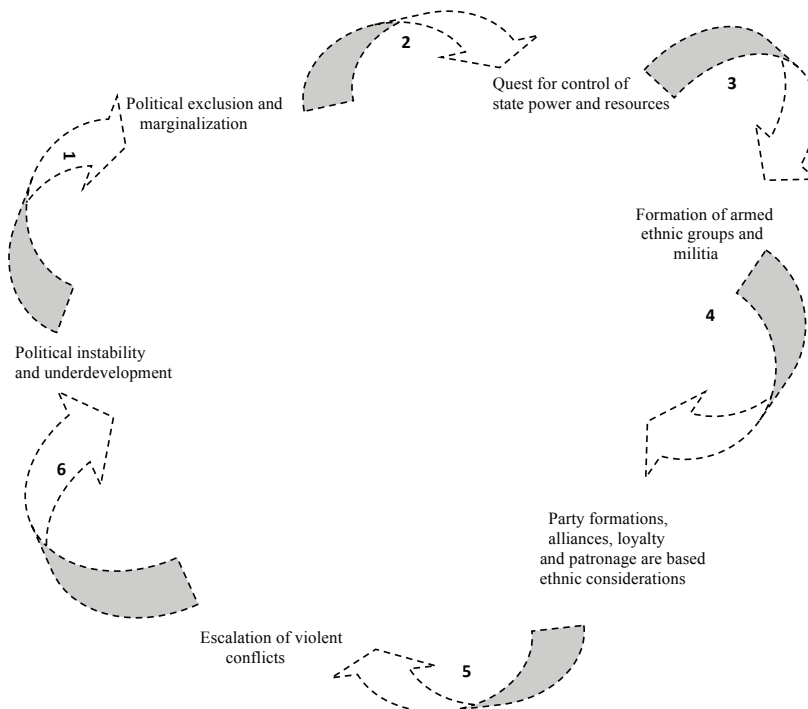 2
Quest for control of
state power and resources
3
Political exclusion and
marginalization
1
Formation of armed
ethnic groups and
militia
4
Political instability
and underdevelopment
6
Party formations,
alliances, loyalty
and patronage are based
ethnic considerations
Escalation of violent
conflicts
5